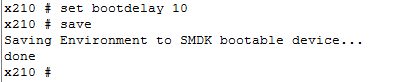 x210 # set bootdelay 10
x210 # save
Saving Environment to SMDK bootable device...
done
x210 #